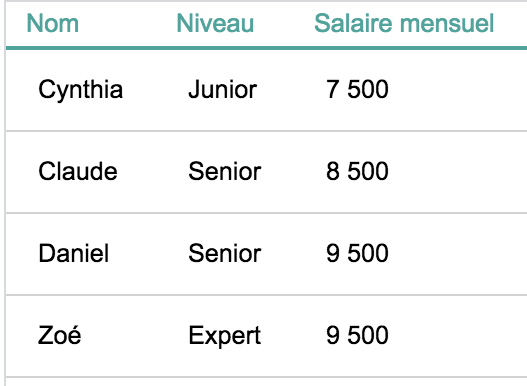 Nom Niveau Salaire mensuel
Cynthia Junior 7 500
Claude Senior 8 500
Daniel Senior 9 500
Zoé Expert 9 500